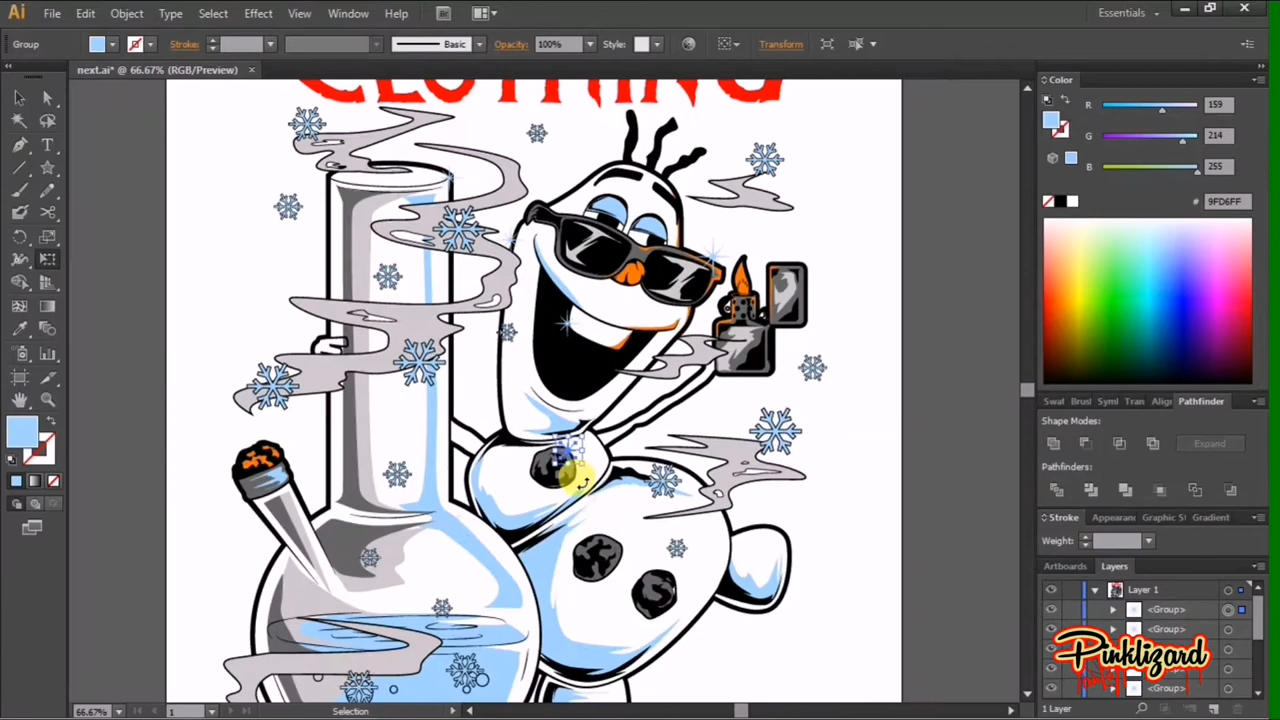 Ai File Edit Object Type Select Effect View Window Help Br Essentials
Group Stroke: Basic Opacity: 100% Style: Transform
next.ai* @ 66.67% (RGB/Preview)
CLOTHING
Color
R 159
G 214
B 255
# 9FD6FF
Swat Brus Symb Tran Align Pathfinder
Shape Modes:
Expand
Pathfinders:
Stroke Appearanc Graphic S Gradient
Weight:
Artboards Layers
Layer 1
<Group>
<Group>
<Group>
Pinklizard
1 Layer
66.67% 1 Selection